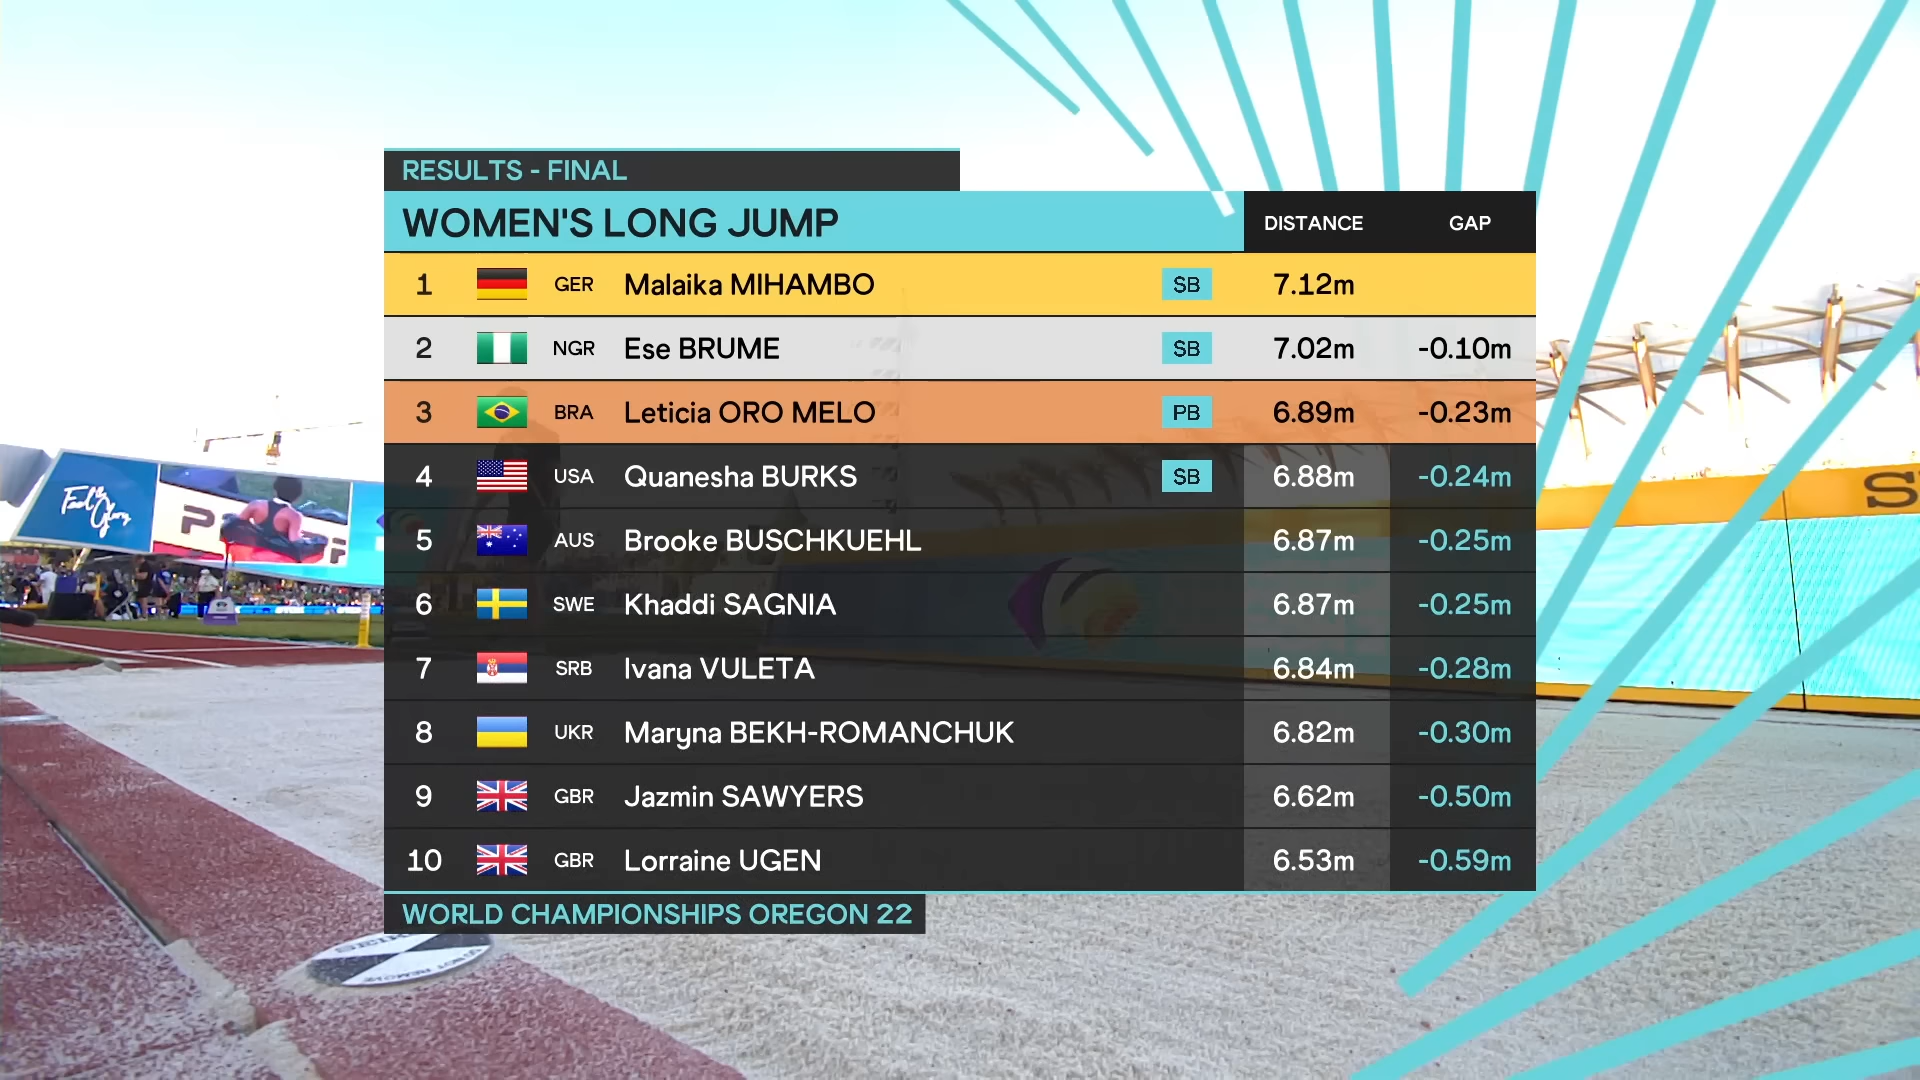 RESULTS - FINAL
WOMEN'S LONG JUMP DISTANCE GAP
1 GER Malaika MIHAMBO SB 7.12m
2 NGR Ese BRUME SB 7.02m -0.10m
3 BRA Leticia ORO MELO PB 6.89m -0.23m
4 USA Quanesha BURKS SB 6.88m -0.24m
5 AUS Brooke BUSCHKUEHL 6.87m -0.25m
6 SWE Khaddi SAGNIA 6.87m -0.25m
7 SRB Ivana VULETA 6.84m -0.28m
8 UKR Maryna BEKH-ROMANCHUK 6.82m -0.30m
9 GBR Jazmin SAWYERS 6.62m -0.50m
10 GBR Lorraine UGEN 6.53m -0.59m
WORLD CHAMPIONSHIPS OREGON 22
Feel the Glory